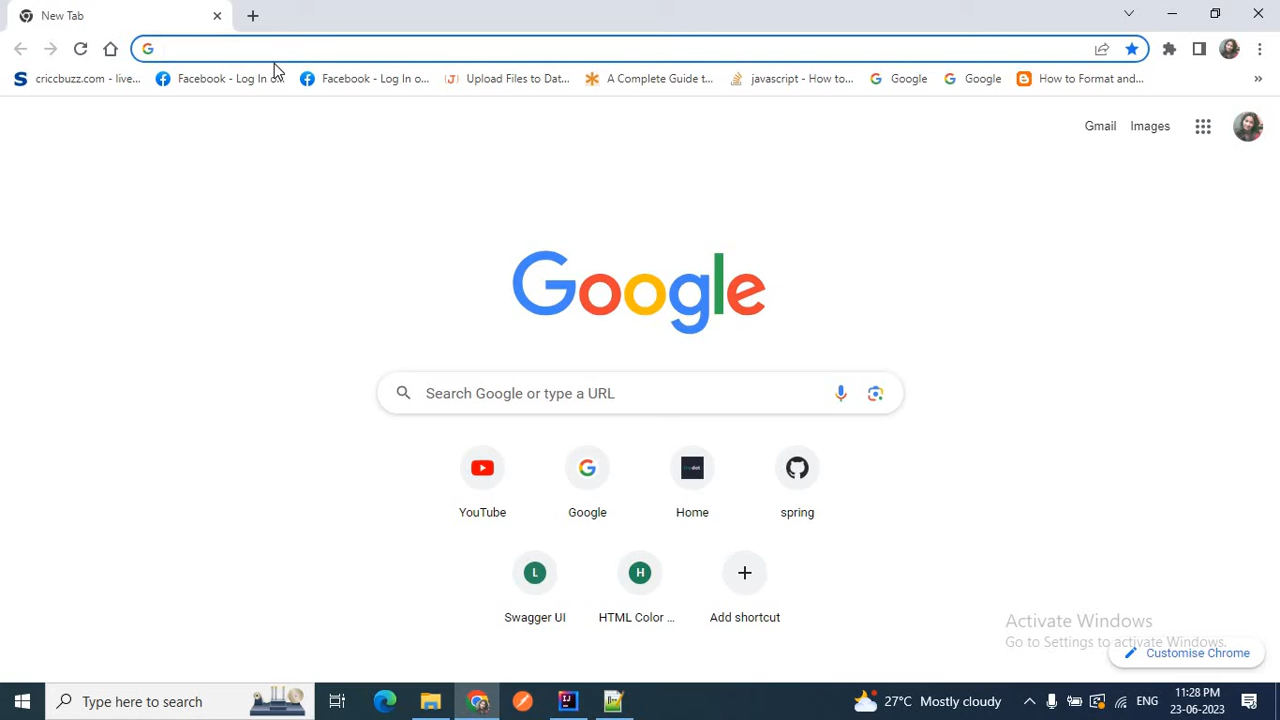 New Tab
criccbuzz.com - live...
Facebook - Log In o
Facebook - Log In o...
Upload Files to Dat...
A Complete Guide t...
javascript - How to...
Google
Google
How to Format and...
»
Gmail
Images
Google
Search Google or type a URL
YouTube
Google
Home
spring
L
H
Swagger UI
HTML Color ...
Add shortcut
Activate Windows
Go to Settings to activate Windows.
Customise Chrome
Type here to search
27°C Mostly cloudy
ENG
11:28 PM
23-06-2023